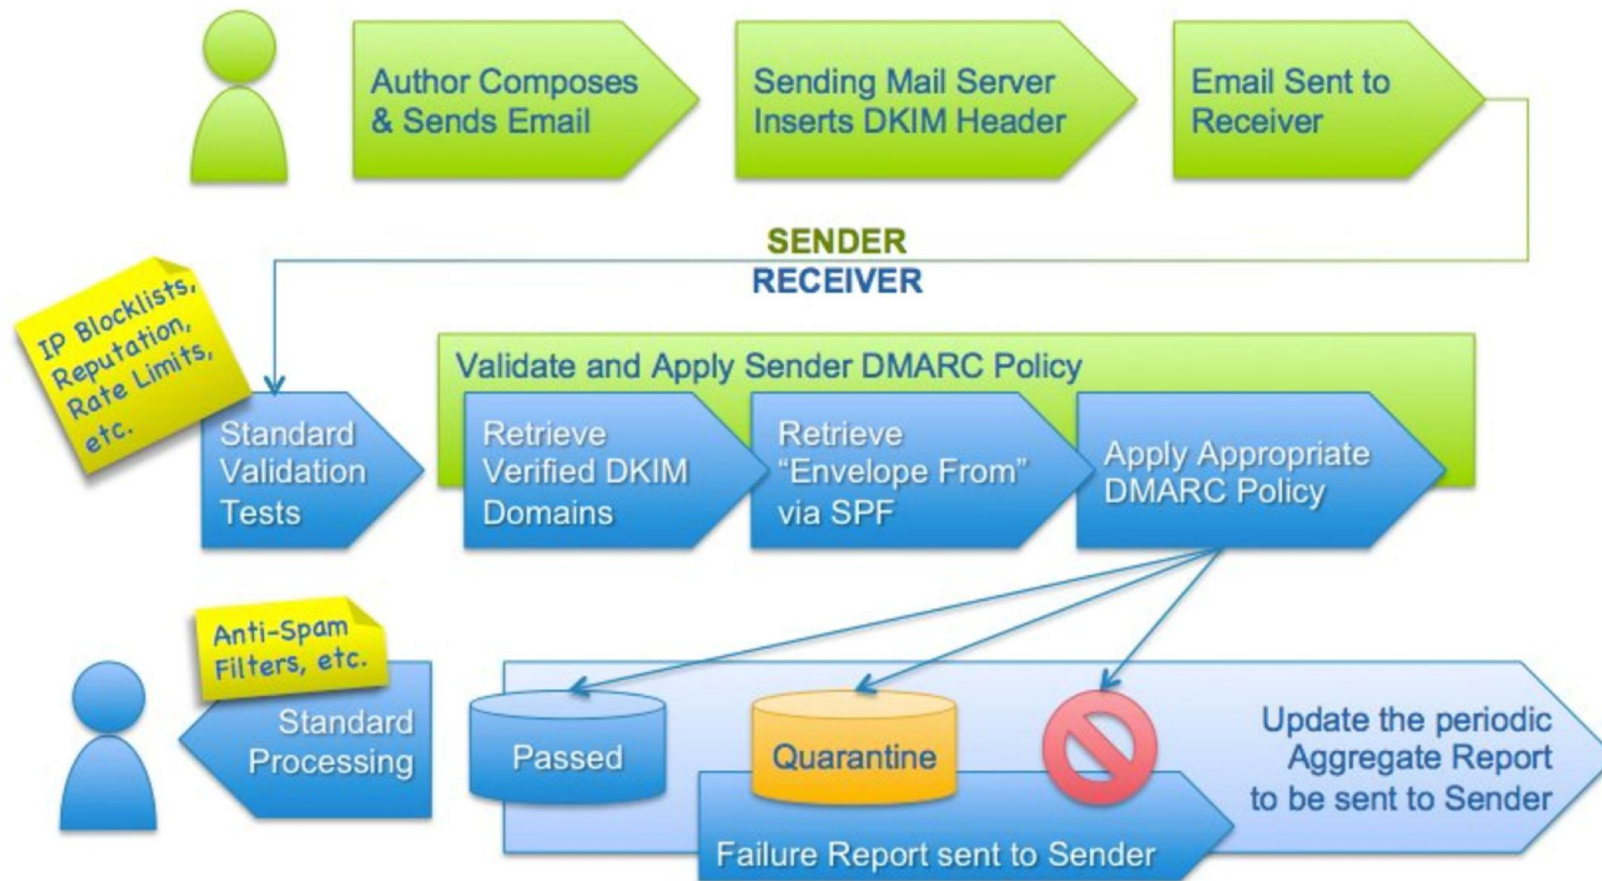 Author Composes
& Sends Email
Sending Mail Server
Inserts DKIM Header
Email Sent to
Receiver
SENDER
RECEIVER
IP Blocklists,
Reputation,
Rate Limits,
etc.
Validate and Apply Sender DMARC Policy
Standard
Validation
Tests
Retrieve
Verified DKIM
Domains
Retrieve
“Envelope From”
via SPF
Apply Appropriate
DMARC Policy
Anti-Spam
Filters, etc.
Standard
Processing
Passed
Quarantine
Update the periodic
Aggregate Report
to be sent to Sender
Failure Report sent to Sender